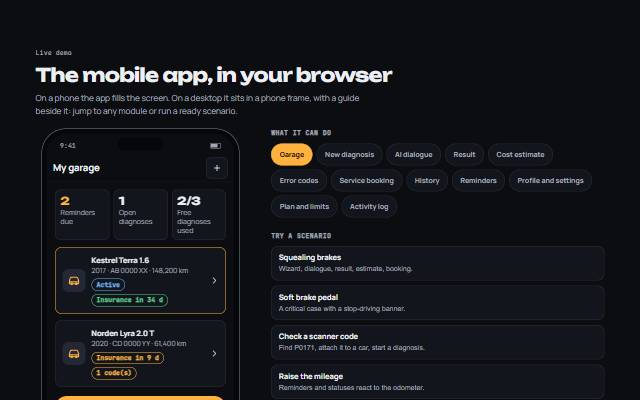 Live demo
The mobile app, in your browser
On a phone the app fills the screen. On a desktop it sits in a phone frame, with a guide
beside it: jump to any module or run a ready scenario.
9:41
My garage
+
2
Reminders
due
1
Open
diagnoses
2/3
Free
diagnoses
used
Kestrel Terra 1.6
2017 · AB 0000 XX · 148,200 km
Active
Insurance in 34 d
Norden Lyra 2.0 T
2020 · CD 0000 YY · 61,400 km
Insurance in 9 d
1 code(s)
WHAT IT CAN DO
Garage
New diagnosis
AI dialogue
Result
Cost estimate
Error codes
Service booking
History
Reminders
Profile and settings
Plan and limits
Activity log
TRY A SCENARIO
Squealing brakes
Wizard, dialogue, result, estimate, booking.
Soft brake pedal
A critical case with a stop-driving banner.
Check a scanner code
Find P0171, attach it to a car, start a diagnosis.
Raise the mileage
Reminders and statuses react to the odometer.